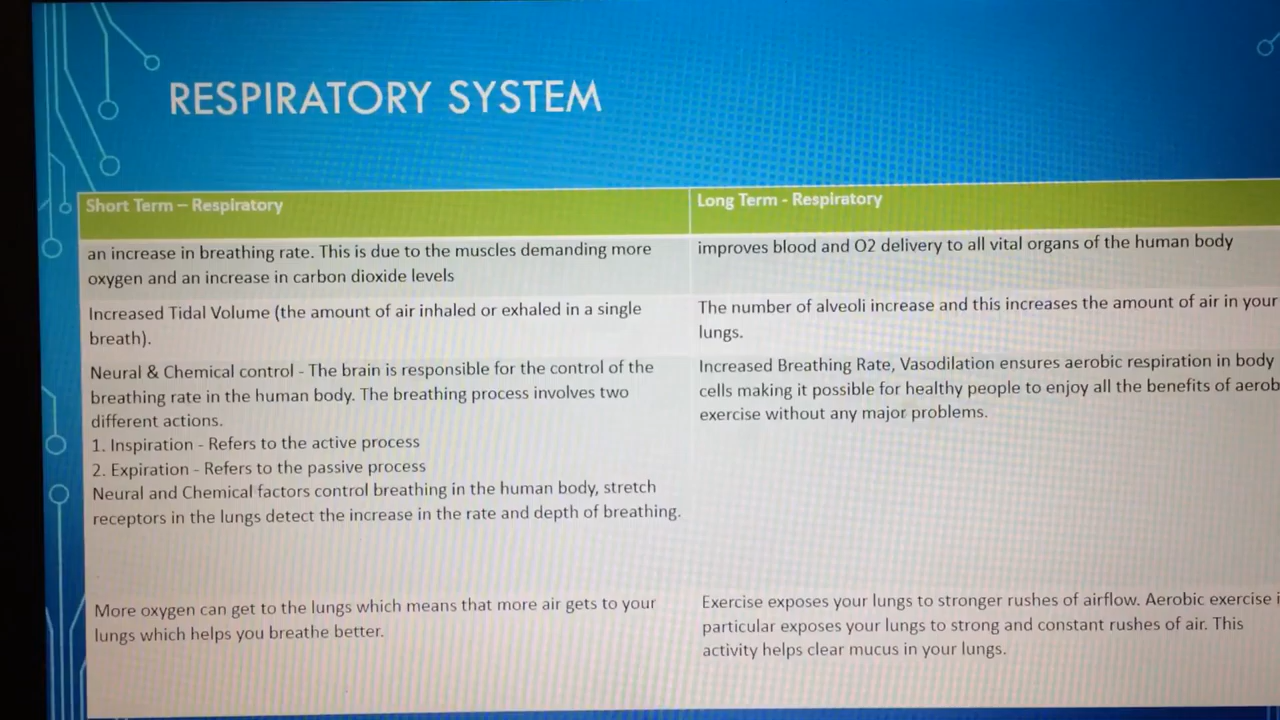 RESPIRATORY SYSTEM
Short Term – Respiratory
Long Term - Respiratory
an increase in breathing rate. This is due to the muscles demanding more
oxygen and an increase in carbon dioxide levels
improves blood and O2 delivery to all vital organs of the human body
Increased Tidal Volume (the amount of air inhaled or exhaled in a single
breath).
The number of alveoli increase and this increases the amount of air in your
lungs.
Neural & Chemical control - The brain is responsible for the control of the
breathing rate in the human body. The breathing process involves two
different actions.
1. Inspiration - Refers to the active process
2. Expiration - Refers to the passive process
Neural and Chemical factors control breathing in the human body, stretch
receptors in the lungs detect the increase in the rate and depth of breathing.
Increased Breathing Rate, Vasodilation ensures aerobic respiration in body
cells making it possible for healthy people to enjoy all the benefits of aerob
exercise without any major problems.
More oxygen can get to the lungs which means that more air gets to your
lungs which helps you breathe better.
Exercise exposes your lungs to stronger rushes of airflow. Aerobic exercise i
particular exposes your lungs to strong and constant rushes of air. This
activity helps clear mucus in your lungs.